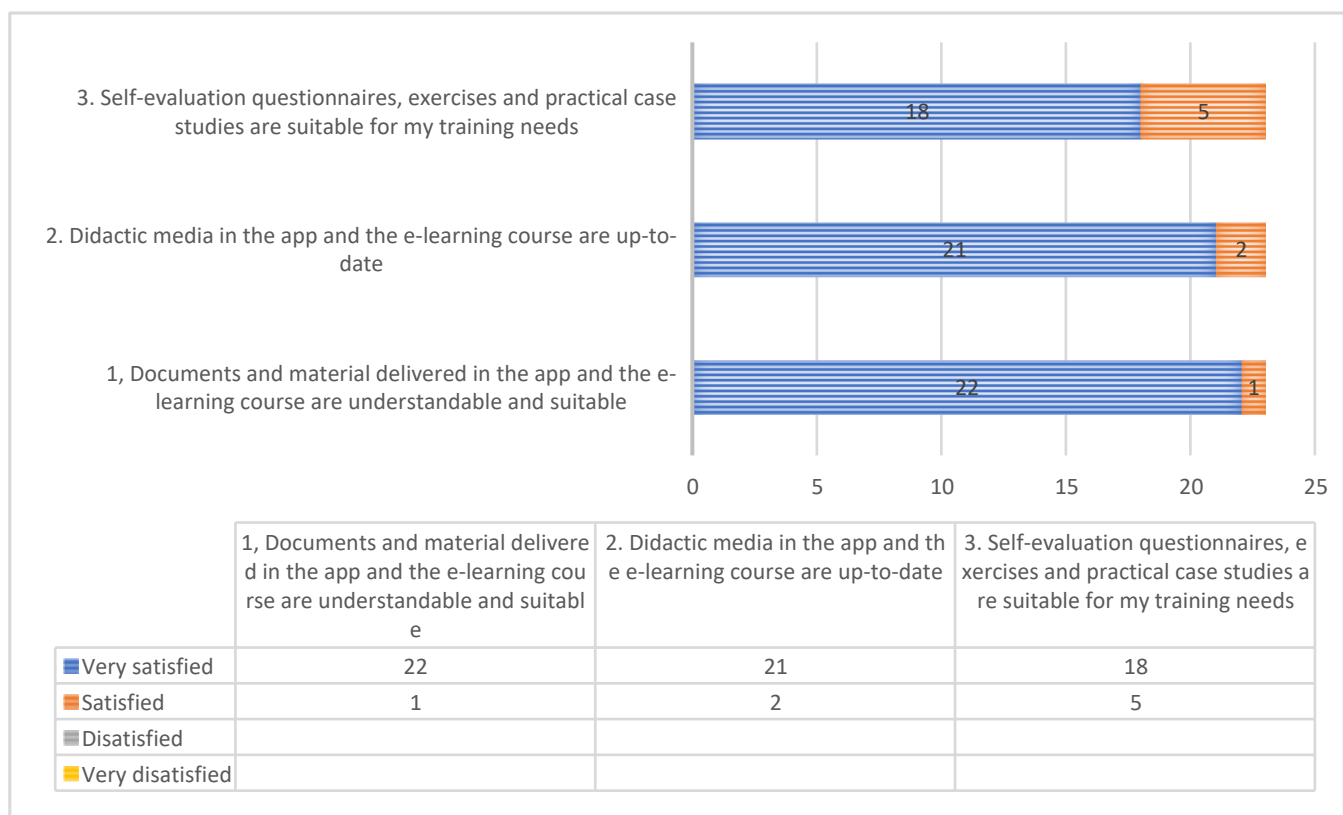 3. Self-evaluation questionnaires, exercises and practical case
studies are suitable for my training needs
18
5
2. Didactic media in the app and the e-learning course are up-to-
date
21
2
1, Documents and material delivered in the app and the e-
learning course are understandable and suitable
22
1
0 5 10 15 20 25
1, Documents and material delivere
d in the app and the e-learning cou
rse are understandable and suitabl
e
2. Didactic media in the app and th
e e-learning course are up-to-date
3. Self-evaluation questionnaires, e
xercises and practical case studies a
re suitable for my training needs
Very satisfied 22 21 18
Satisfied 1 2 5
Disatisfied
Very disatisfied